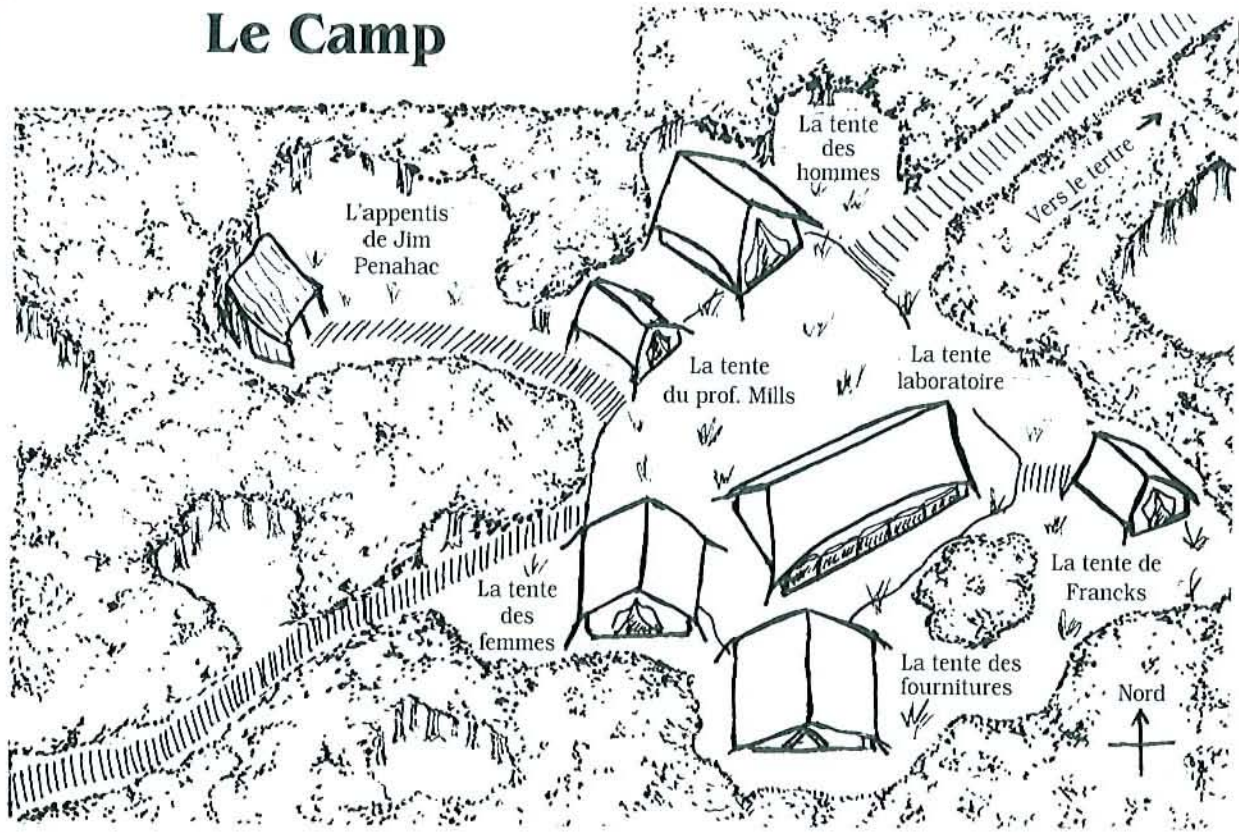 Le Camp
La tente
des
hommes
Vers le tertre
L'appentis
de Jim
Penahac
La tente
du prof. Mills
La tente
laboratoire
La tente
des
femmes
La tente de
Francks
La tente des
fournitures
Nord